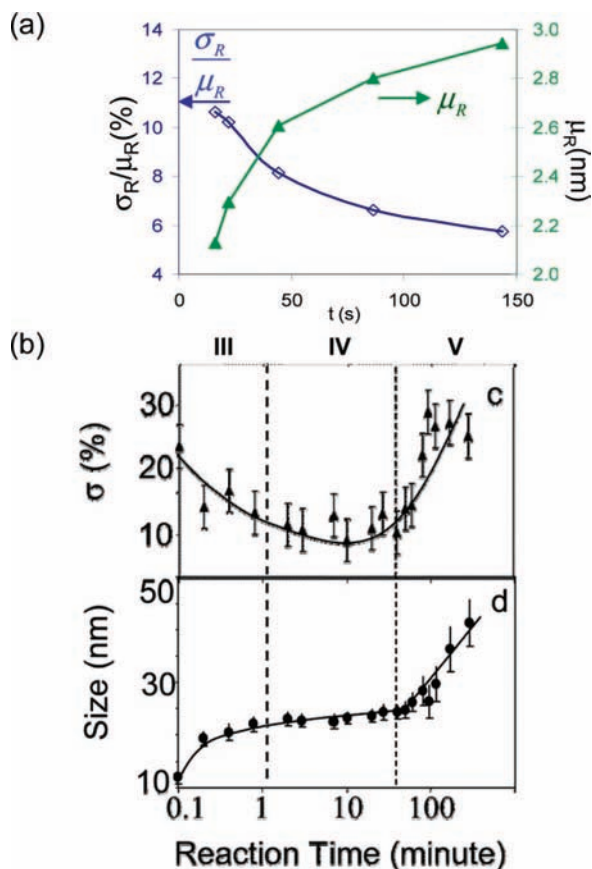 (a)
14
12
10
8
6
4
σR/μR(%)
σR
μR
μR
3.0
2.8
2.6
2.4
2.2
2.0
μR(nm)
0
50
100
150
t (s)
(b)
III
IV
V
c
30
20
10
σ (%)
d
50
30
10
Size (nm)
0.1
1
10
100
Reaction Time (minute)